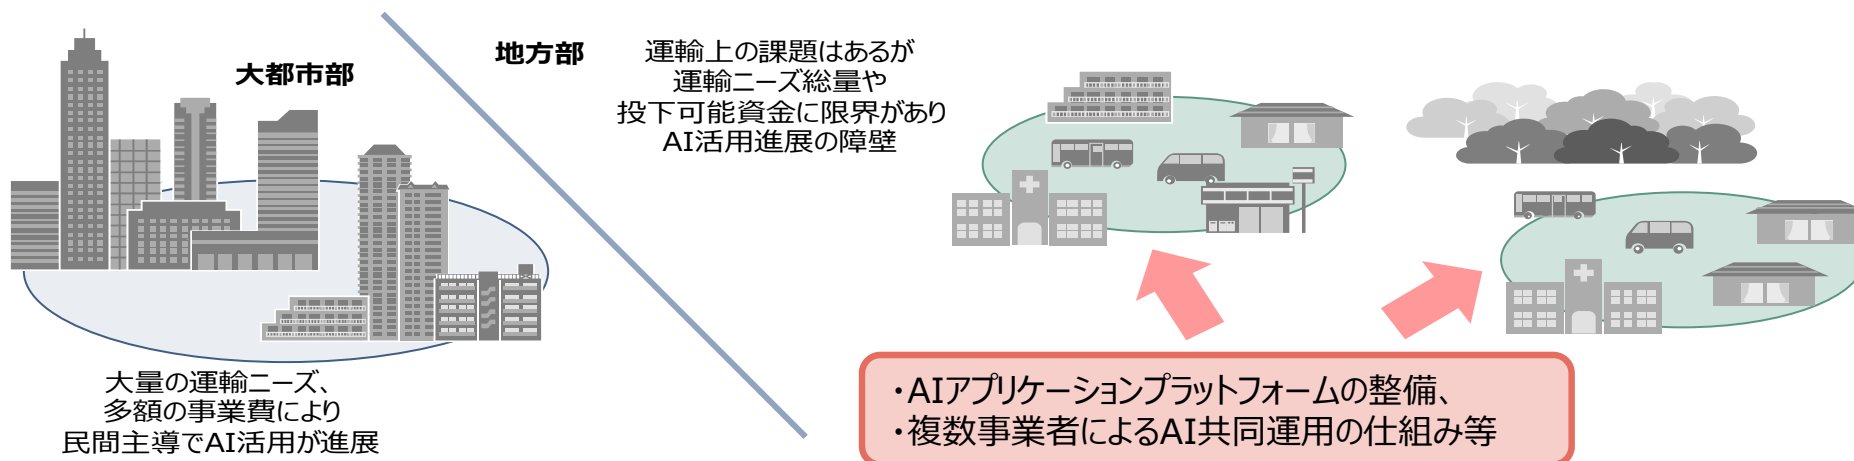 大都市部
大量の運輸ニーズ、
多額の事業費により
民間主導でAI活用が進展
地方部
運輸上の課題はあるが
運輸ニーズ総量や
投下可能資金に限界があり
AI活用進展の障壁
・AIアプリケーションプラットフォームの整備、
・複数事業者によるAI共同運用の仕組み等